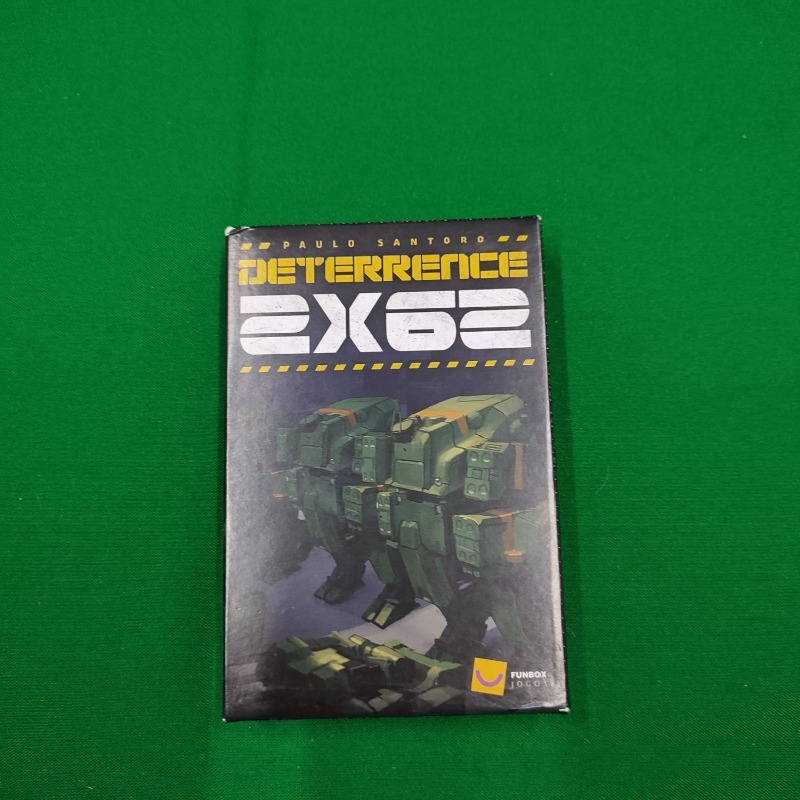 PAULO SANTORO
DETERRENCE
2X62
FUNBOX
JOGOS